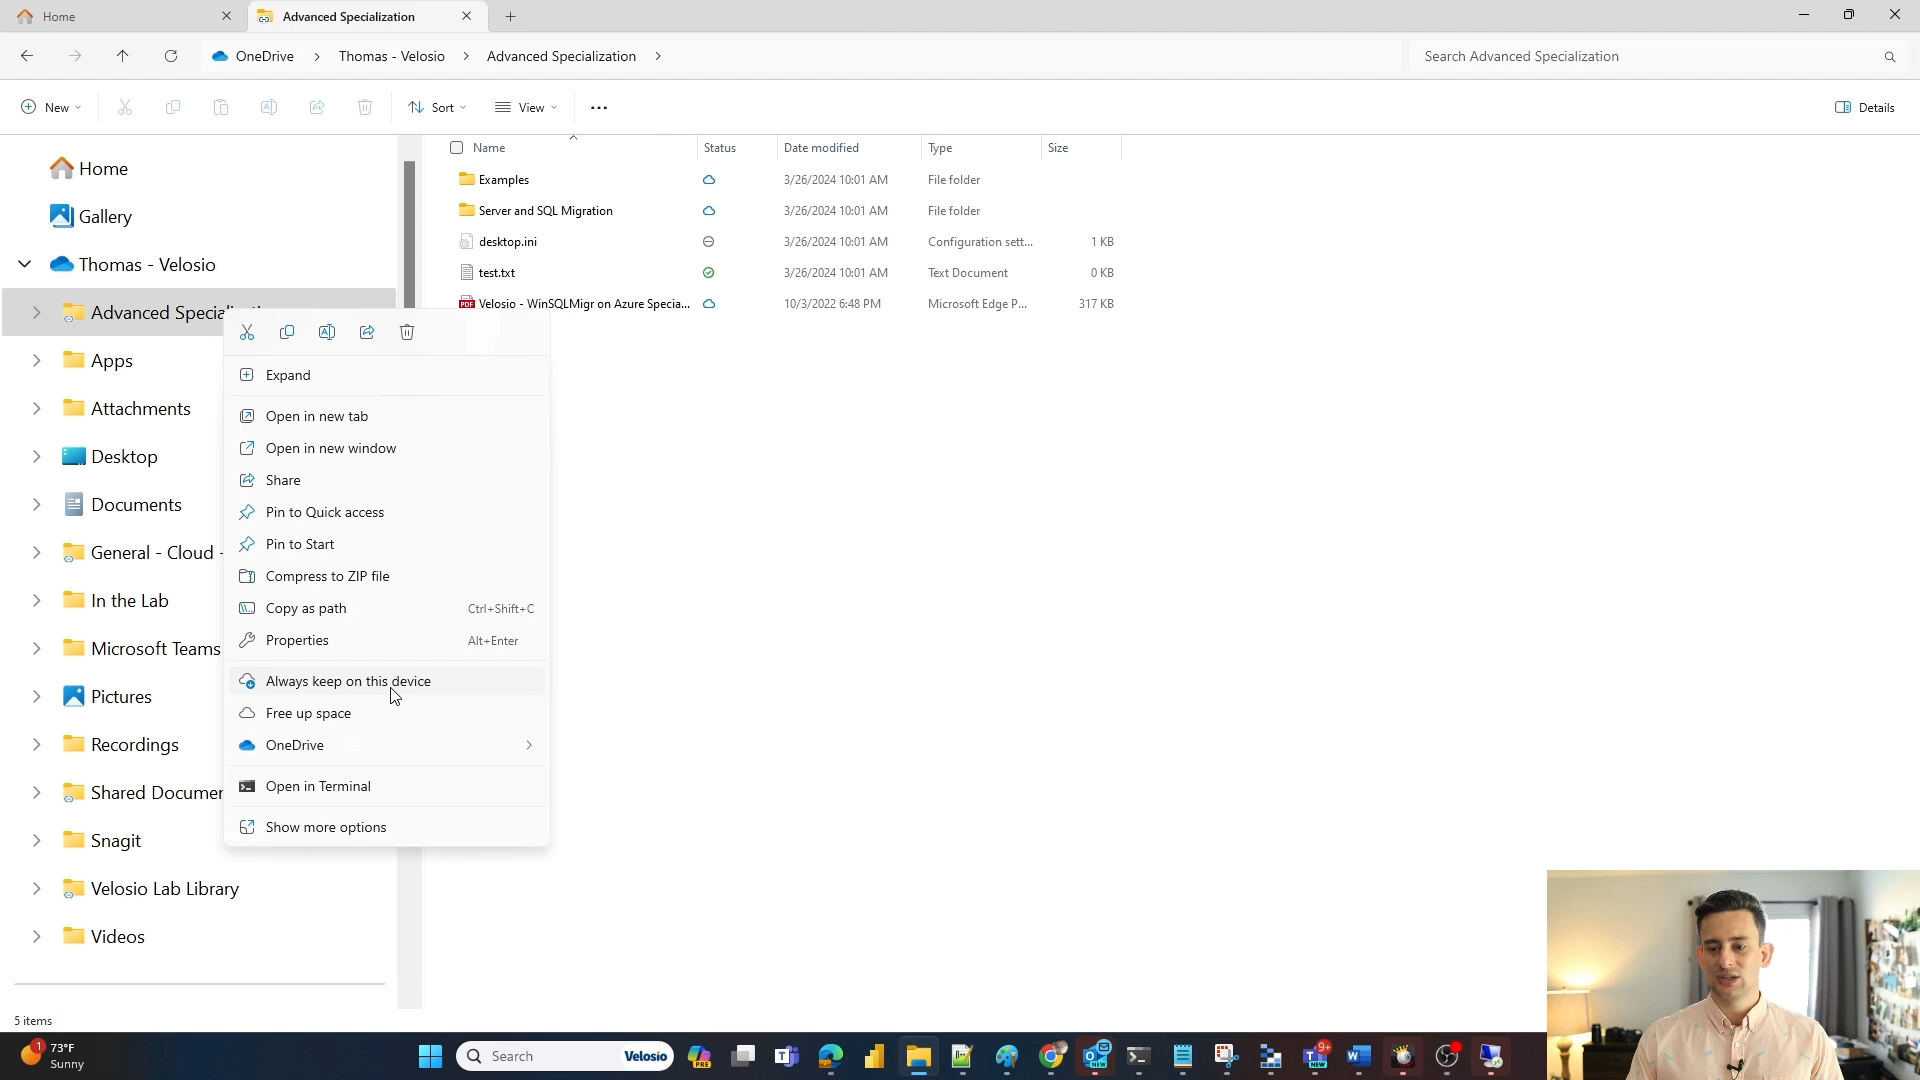 Home
Advanced Specialization
OneDrive
Thomas - Velosio
Advanced Specialization
Search Advanced Specialization
New
Sort
View
Details
Name
Status
Date modified
Type
Size
Examples
3/26/2024 10:01 AM
File folder
Server and SQL Migration
3/26/2024 10:01 AM
File folder
desktop.ini
3/26/2024 10:01 AM
Configuration sett...
1 KB
test.txt
3/26/2024 10:01 AM
Text Document
0 KB
PDF
Velosio - WinSQLMigr on Azure Specia...
10/3/2022 6:48 PM
Microsoft Edge P...
317 KB
Home
Gallery
Thomas - Velosio
Advanced Special
Apps
Attachments
Desktop
Documents
General - Cloud -
In the Lab
Microsoft Teams
Pictures
Recordings
Shared Documen
Snagit
Velosio Lab Library
Videos
Expand
Open in new tab
Open in new window
Share
Pin to Quick access
Pin to Start
Compress to ZIP file
Copy as path
Ctrl+Shift+C
Properties
Alt+Enter
Always keep on this device
Free up space
OneDrive
Open in Terminal
Show more options
5 items
1
73°F
Sunny
Search
Velosio
PRE
NEW
9+
NEW